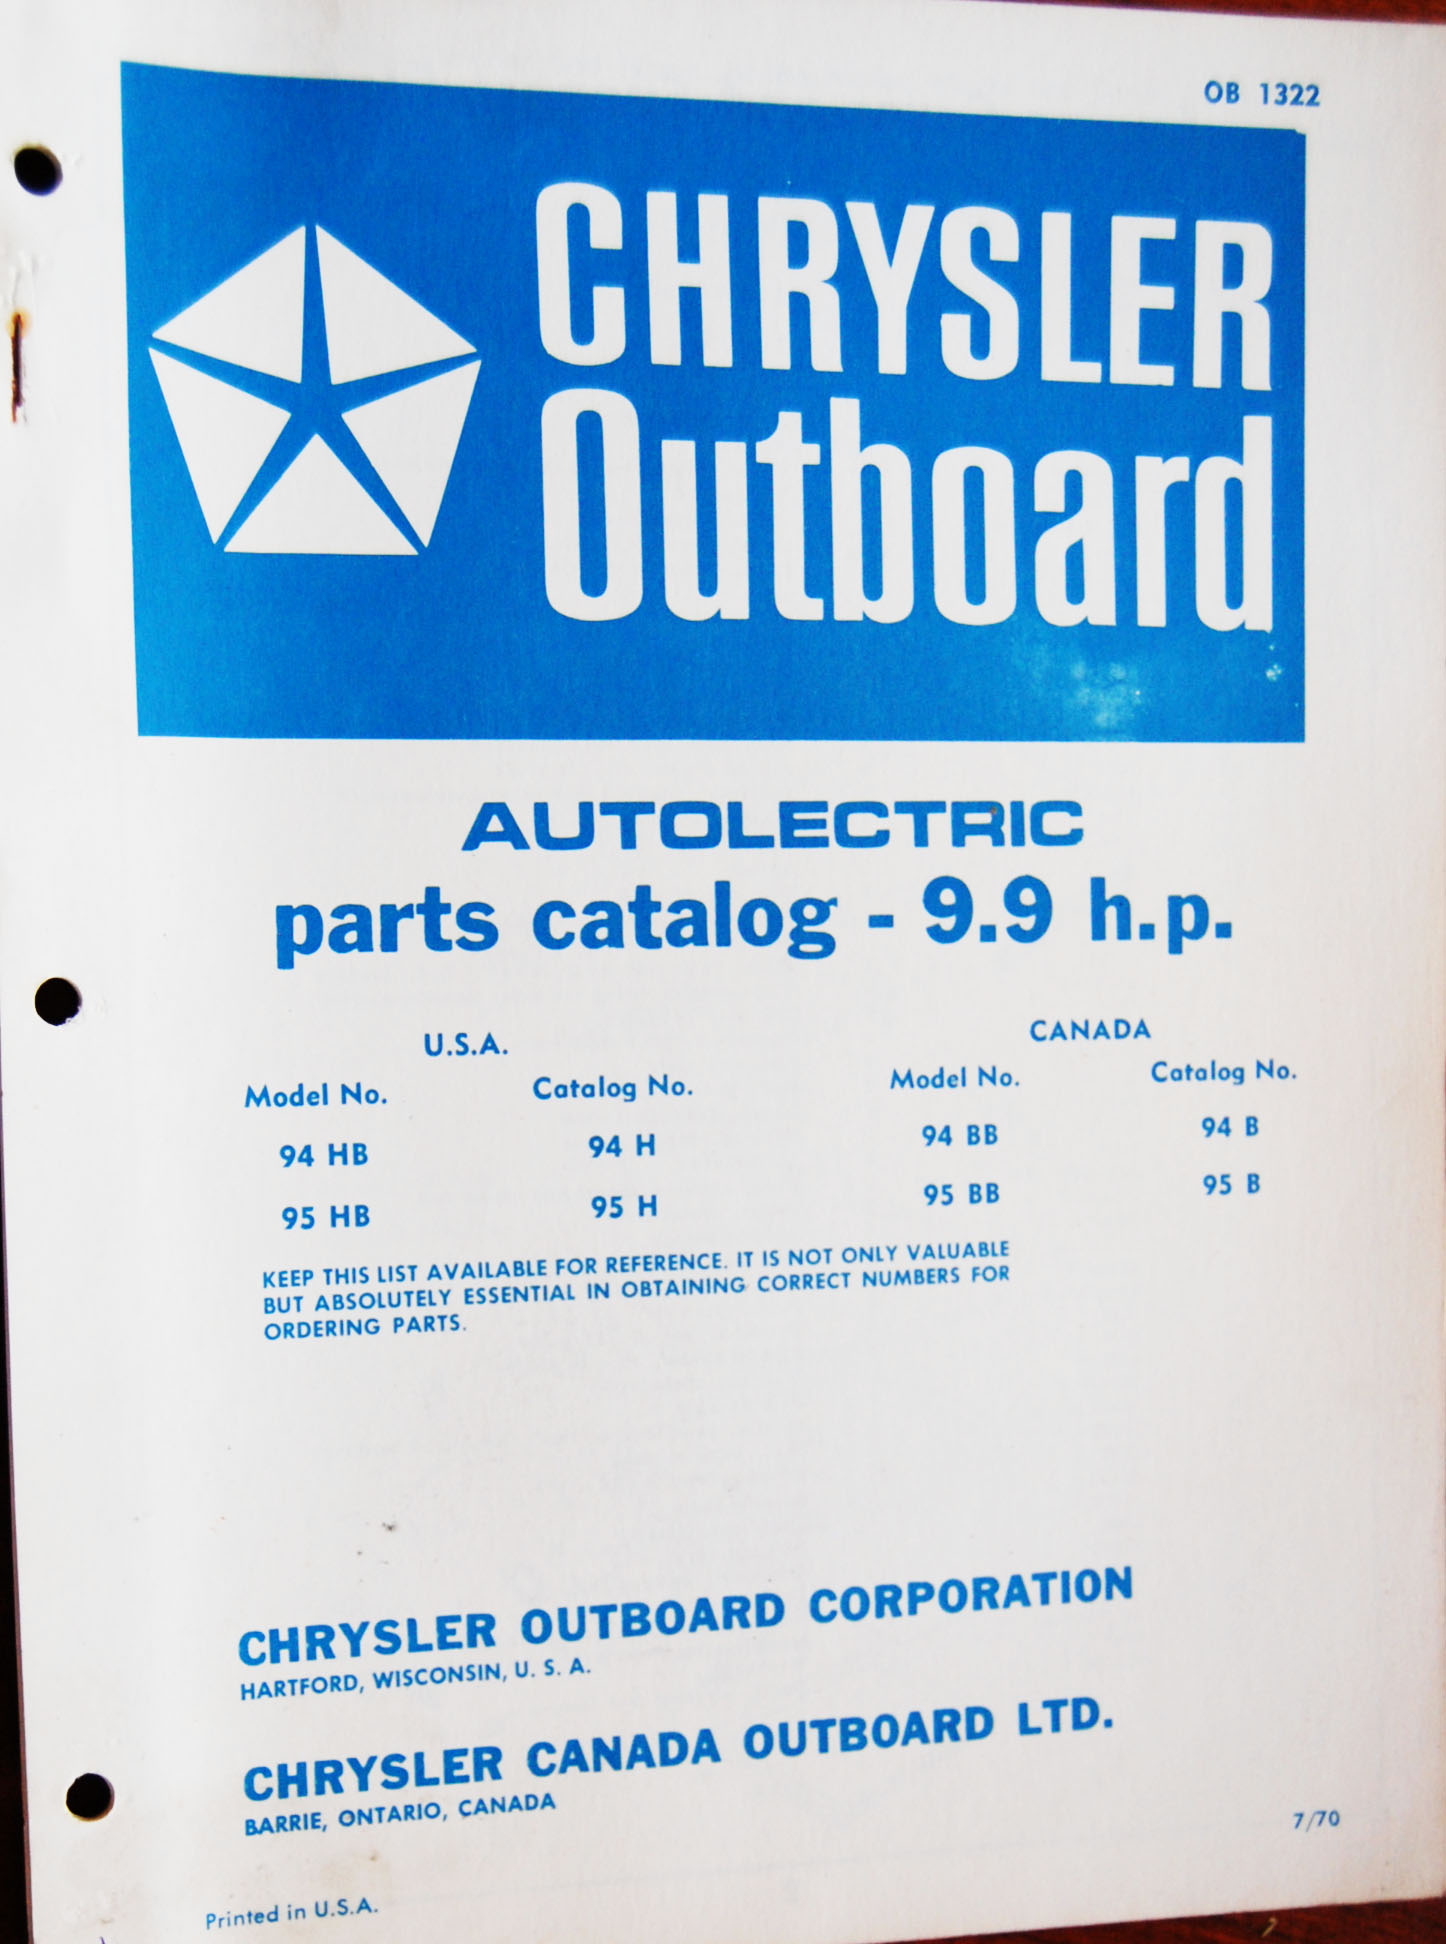 OB 1322
CHRYSLER
Outboard
AUTOLECTRIC
parts catalog - 9.9 h.p.
U.S.A. CANADA
Model No. Catalog No. Model No. Catalog No.
94 HB 94 H 94 BB 94 B
95 HB 95 H 95 BB 95 B
KEEP THIS LIST AVAILABLE FOR REFERENCE. IT IS NOT ONLY VALUABLE
BUT ABSOLUTELY ESSENTIAL IN OBTAINING CORRECT NUMBERS FOR
ORDERING PARTS.
CHRYSLER OUTBOARD CORPORATION
HARTFORD, WISCONSIN, U. S. A.
CHRYSLER CANADA OUTBOARD LTD.
BARRIE, ONTARIO, CANADA
7/70
Printed in U.S.A.